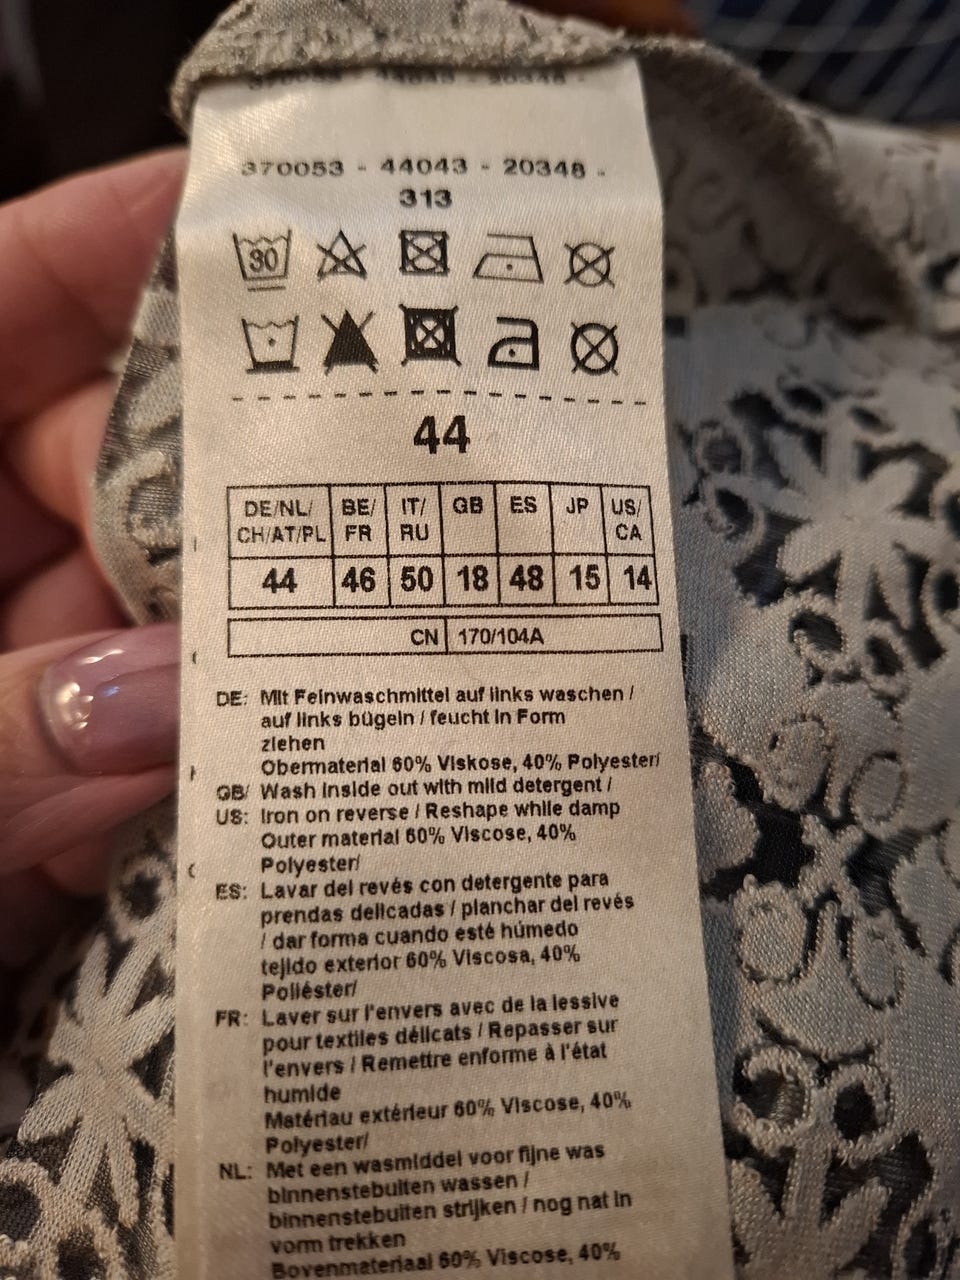 370053 - 44043 - 20348 -
370053 - 44043 - 20348 -
313
30
44
DE/NL/ CH/AT/PL BE/ FR IT/ RU GB ES JP US/ CA
44 46 50 18 48 15 14
CN 170/104A
DE: Mit Feinwaschmittel auf links waschen /
auf links bügeln / feucht in Form
ziehen
Obermaterial 60% Viskose, 40% Polyester/
GB/ Wash inside out with mild detergent /
US: Iron on reverse / Reshape while damp
Outer material 60% Viscose, 40%
Polyester/
ES: Lavar del revés con detergente para
prendas delicadas / planchar del revés
/ dar forma cuando esté húmedo
tejido exterior 60% Viscosa, 40%
Poliéster/
FR: Laver sur l'envers avec de la lessive
pour textiles délicats / Repasser sur
l'envers / Remettre enforme à l'état
humide
Matériau extérieur 60% Viscose, 40%
Polyester/
NL: Met een wasmiddel voor fijne was
binnenstebuiten wassen /
binnenstebuiten strijken / nog nat in
vorm trekken
Bovenmateriaal 60% Viscose, 40%